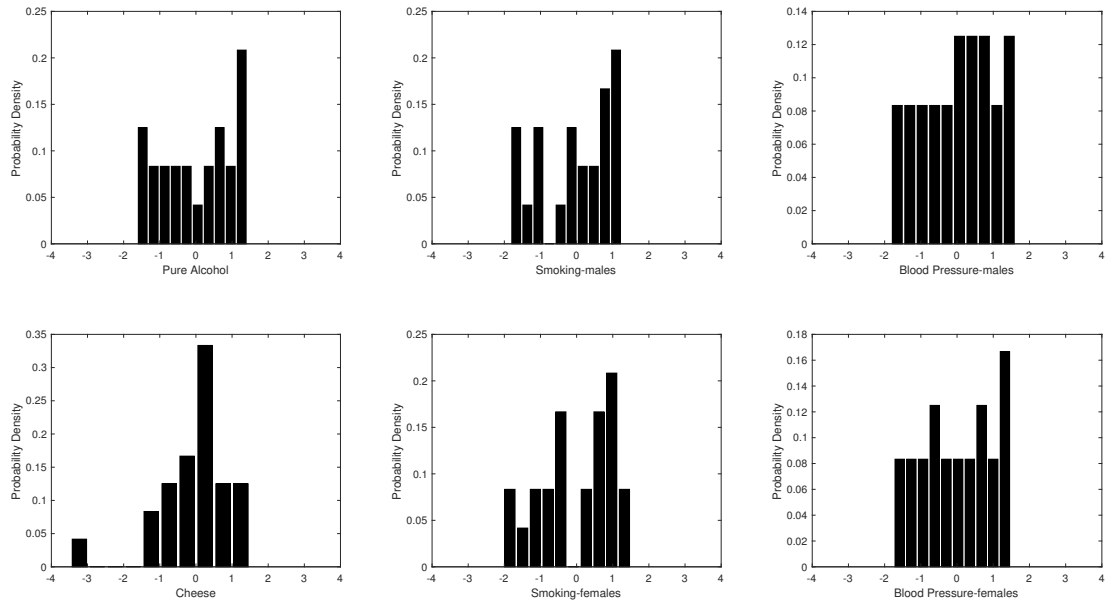 0.25
0.2
0.15
0.1
0.05
0
Probability Density
-4 -3 -2 -1 0 1 2 3 4
Pure Alcohol
0.25
0.2
0.15
0.1
0.05
0
Probability Density
-4 -3 -2 -1 0 1 2 3 4
Smoking-males
0.14
0.12
0.1
0.08
0.06
0.04
0.02
0
Probability Density
-4 -3 -2 -1 0 1 2 3 4
Blood Pressure-males
0.35
0.3
0.25
0.2
0.15
0.1
0.05
0
Probability Density
-4 -3 -2 -1 0 1 2 3 4
Cheese
0.25
0.2
0.15
0.1
0.05
0
Probability Density
-4 -3 -2 -1 0 1 2 3 4
Smoking-females
0.18
0.16
0.14
0.12
0.1
0.08
0.06
0.04
0.02
0
Probability Density
-4 -3 -2 -1 0 1 2 3 4
Blood Pressure-females